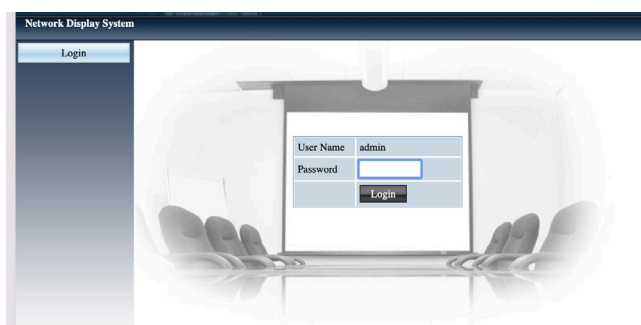 Network Display System
Login
User Name admin
Password
Login